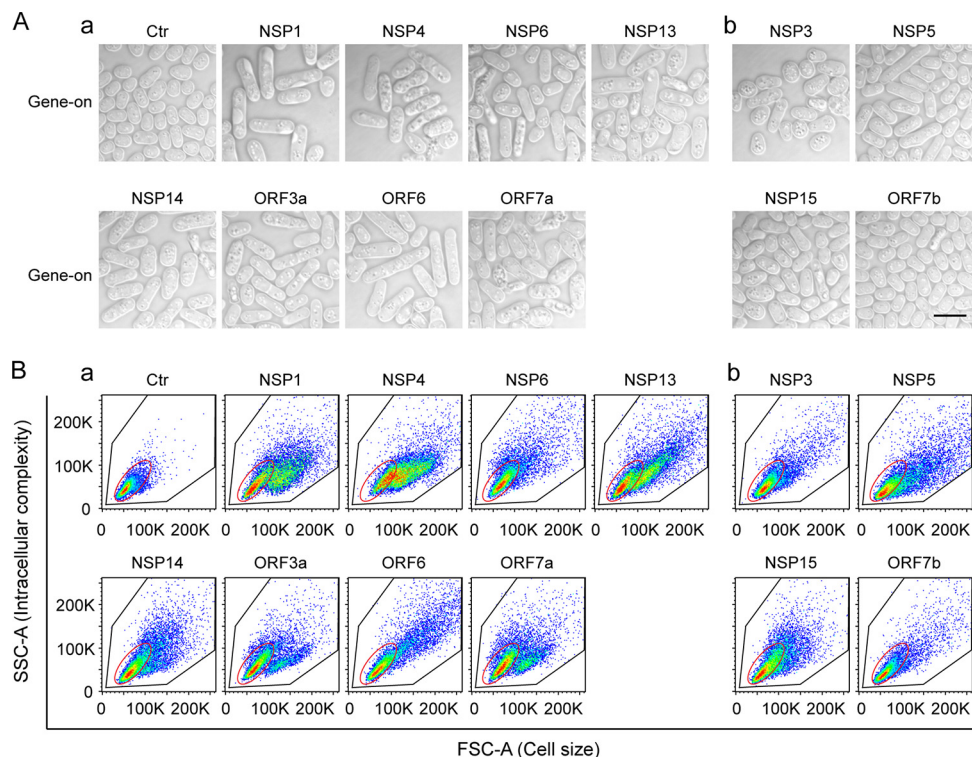 A
a
b
Ctr NSP1 NSP4 NSP6 NSP13 NSP3 NSP5
Gene-on
NSP14 ORF3a ORF6 ORF7a NSP15 ORF7b
Gene-on
B
a
b
Ctr NSP1 NSP4 NSP6 NSP13 NSP3 NSP5
200K
100K
0
0 100K 200K 0 100K 200K 0 100K 200K 0 100K 200K 0 100K 200K 0 100K 200K 0 100K 200K
NSP14 ORF3a ORF6 ORF7a NSP15 ORF7b
200K
100K
0
0 100K 200K 0 100K 200K 0 100K 200K 0 100K 200K 0 100K 200K 0 100K 200K
SSC-A (Intracellular complexity)
FSC-A (Cell size)